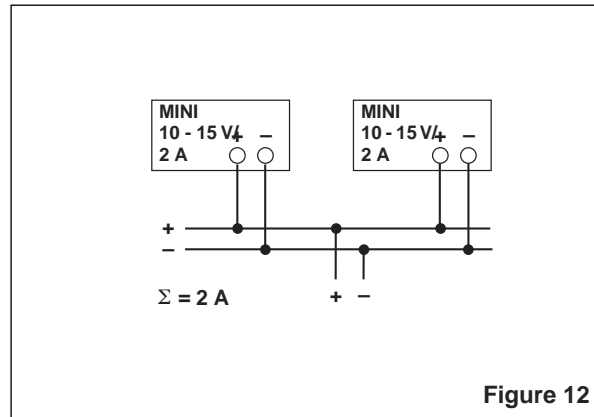 MINI
10 - 15 V/
+ –
2 A
MINI
10 - 15 V/
+ –
2 A
+
–
Σ = 2 A
+ –
Figure 12